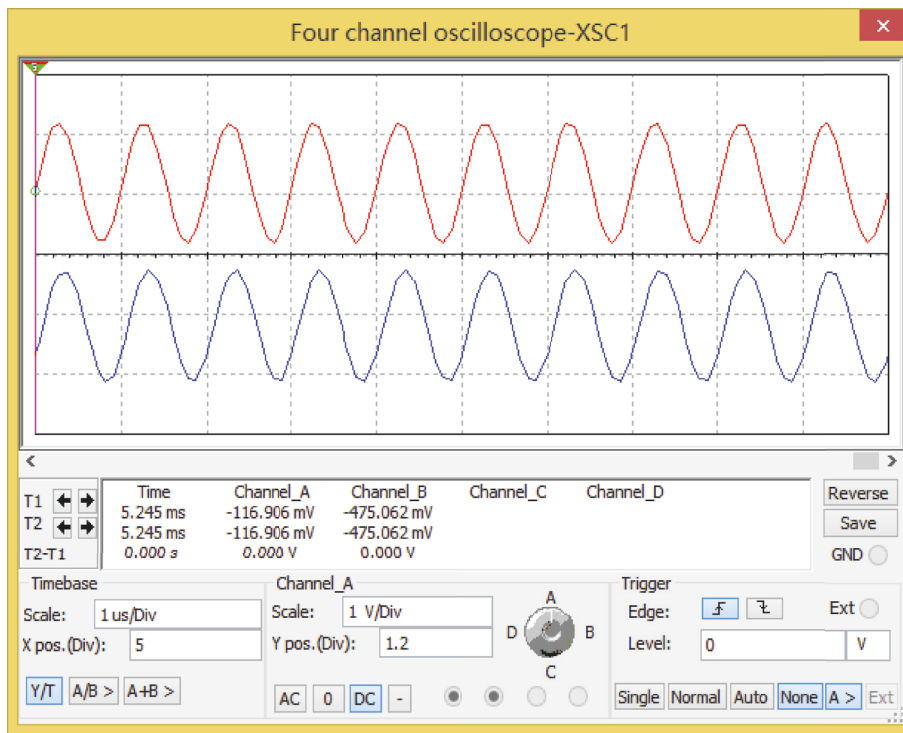 Four channel oscilloscope-XSC1
T1
T2
T2-T1
Time Channel_A Channel_B Channel_C Channel_D
5.245 ms -116.906 mV -475.062 mV
5.245 ms -116.906 mV -475.062 mV
0.000 s 0.000 V 0.000 V
Reverse
Save
GND
Timebase
Scale: 1 us/Div
X pos.(Div): 5
Y/T A/B > A+B >
Channel_A
Scale: 1 V/Div
Y pos.(Div): 1.2
AC 0 DC -
A
D B
C
Trigger
Edge: Ext
Level: 0 V
Single Normal Auto None A > Ext